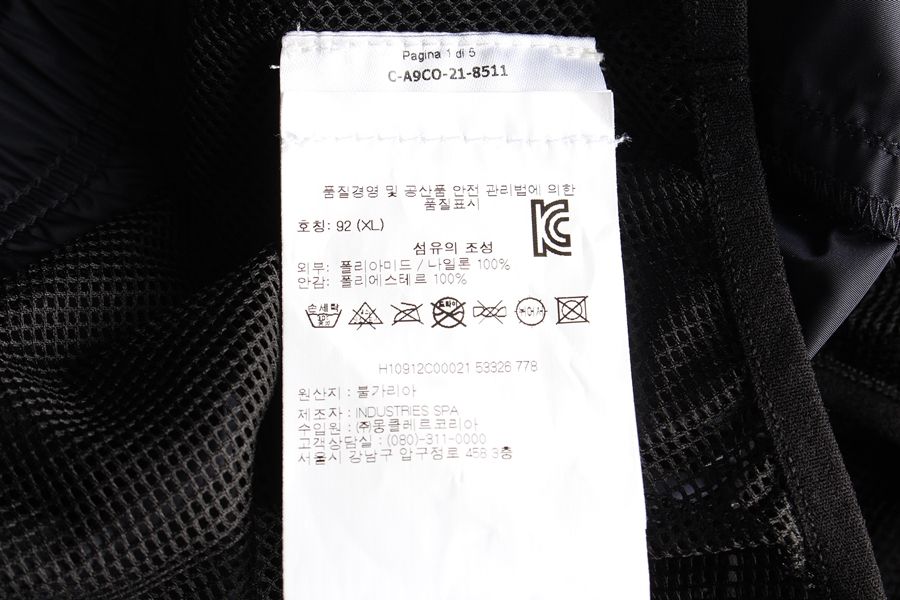 Pagina 1 di 5
C-A9CO-21-8511
품질경영 및 공산품 안전 관리법에 의한
품질표시
호칭: 92 (XL)
섬유의 조성
외부: 폴리아미드 / 나일론 100%
안감: 폴리에스테르 100%
손세탁
드라이
H10912C00021 53326 778
원산지 : 불가리아
제조자 : INDUSTRIES SPA
수입원 : ㈜몽클레르코리아
고객상담실 : (080)-311-0000
서울시 강남구 압구정로 458 3층